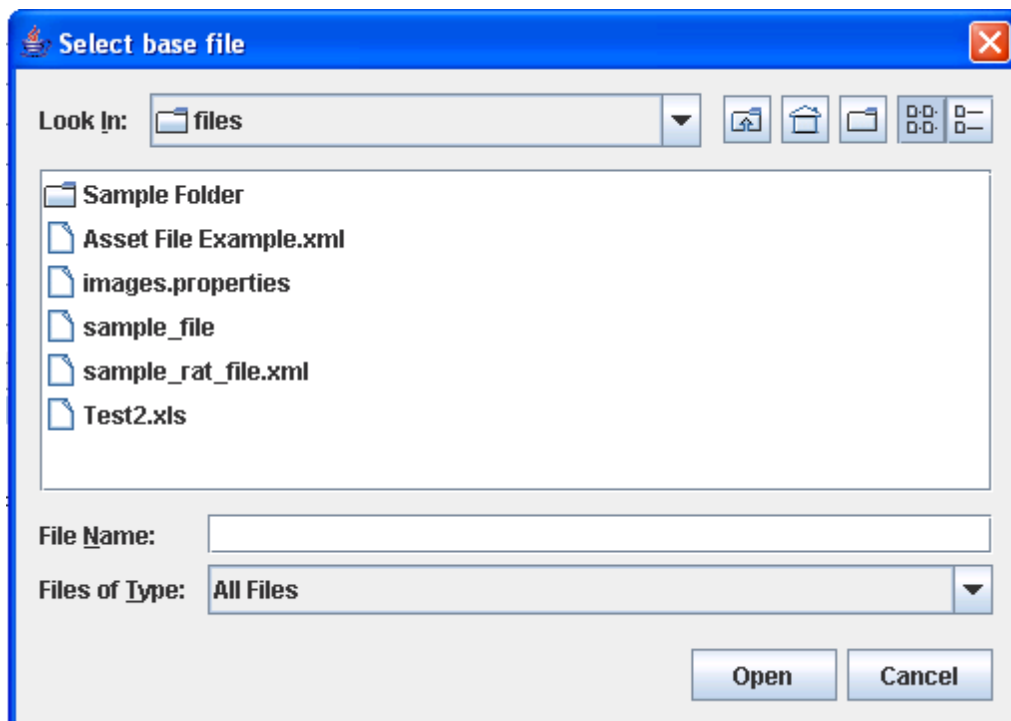 Select base file
Look In: files
Sample Folder
Asset File Example.xml
images.properties
sample_file
sample_rat_file.xml
Test2.xls
File Name:
Files of Type: All Files
Open Cancel